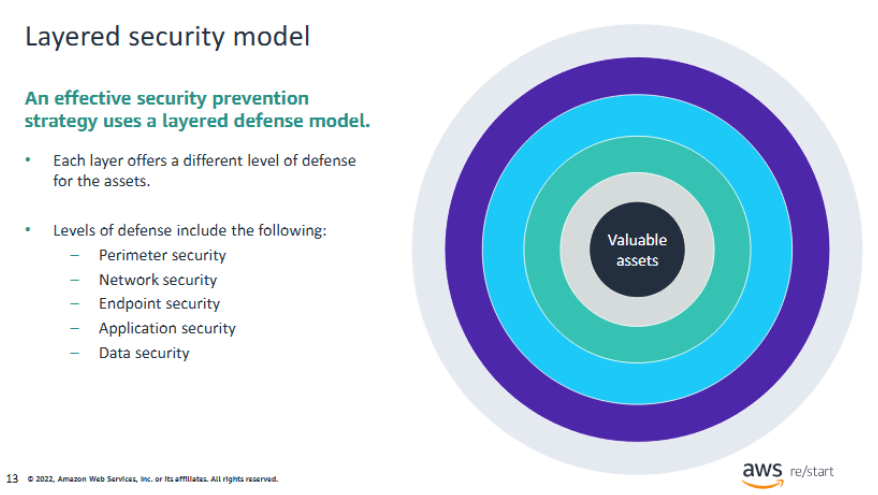 Layered security model
An effective security prevention
strategy uses a layered defense model.
• Each layer offers a different level of defense
for the assets.
• Levels of defense include the following:
– Perimeter security
– Network security
– Endpoint security
– Application security
– Data security
Valuable
assets
13 © 2022, Amazon Web Services, Inc. or its affiliates. All rights reserved.
aws re/start